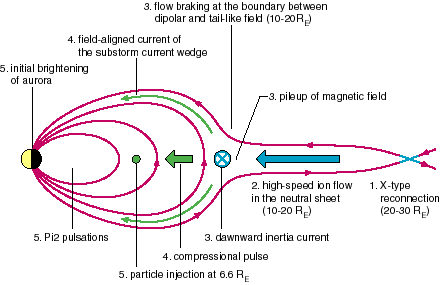 3. flow braking at the boundary between
dipolar and tail-like field (10-20 RE)
4. field-aligned current of
the substorm current wedge
5. initial brightening
of aurora
3. pileup of magnetic field
2. high-speed ion flow
in the neutral sheet
(10-20 RE)
1. X-type
reconnection
(20-30 RE)
5. Pi2 pulsations
3. dawnward inertia current
4. compressional pulse
5. particle injection at 6.6 RE